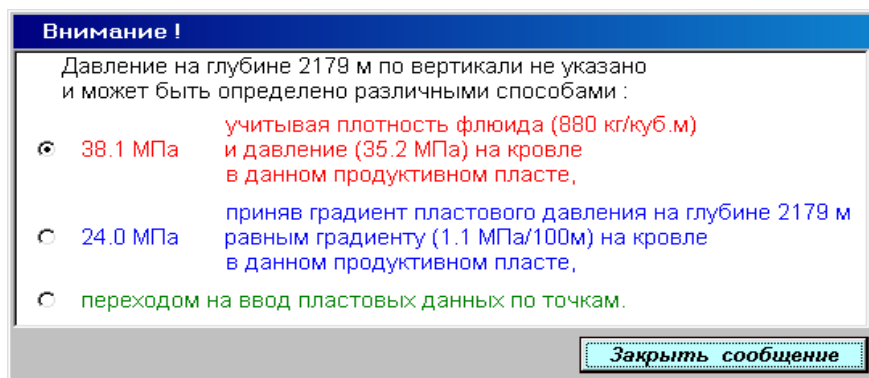 Внимание !
Давление на глубине 2179 м по вертикали не указано
и может быть определено различными способами :
38.1 МПа
учитывая плотность флюида (880 кг/куб.м)
и давление (35.2 МПа) на кровле
в данном продуктивном пласте,
24.0 МПа
приняв градиент пластового давления на глубине 2179 м
равным градиенту (1.1 МПа/100м) на кровле
в данном продуктивном пласте,
переходом на ввод пластовых данных по точкам.
Закрыть сообщение